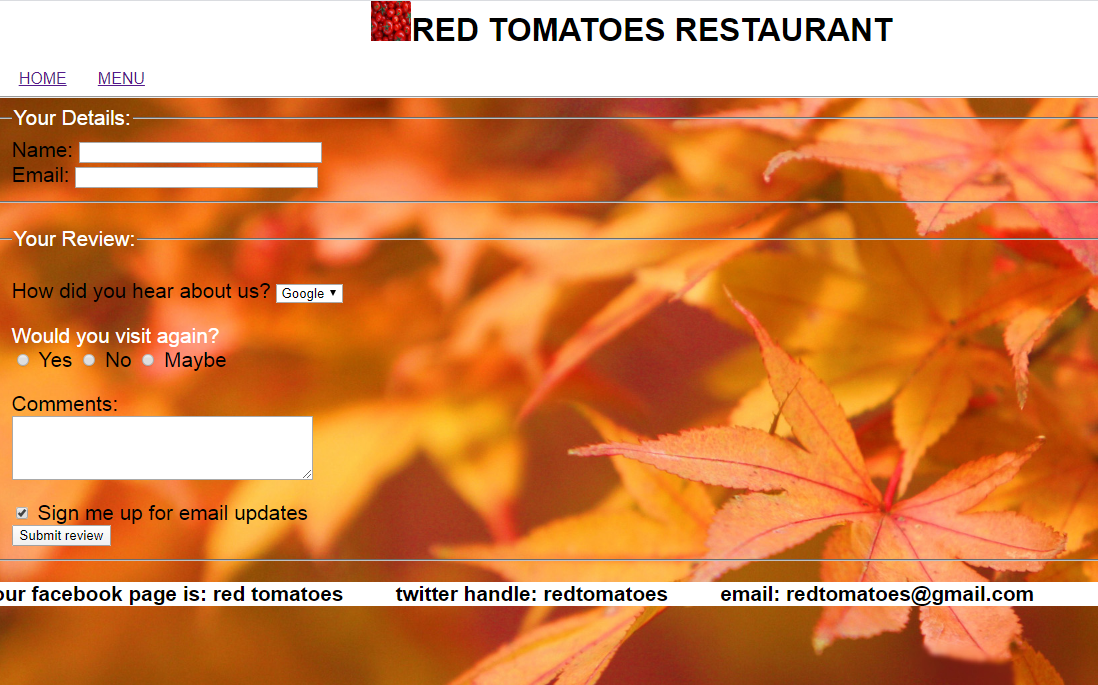 RED TOMATOES RESTAURANT
HOME MENU
Your Details:
Name:
Email:
Your Review:
How did you hear about us? Google
Would you visit again?
Yes No Maybe
Comments:
Sign me up for email updates
Submit review
facebook page is: red tomatoes twitter handle: redtomatoes email: redtomatoes@gmail.com